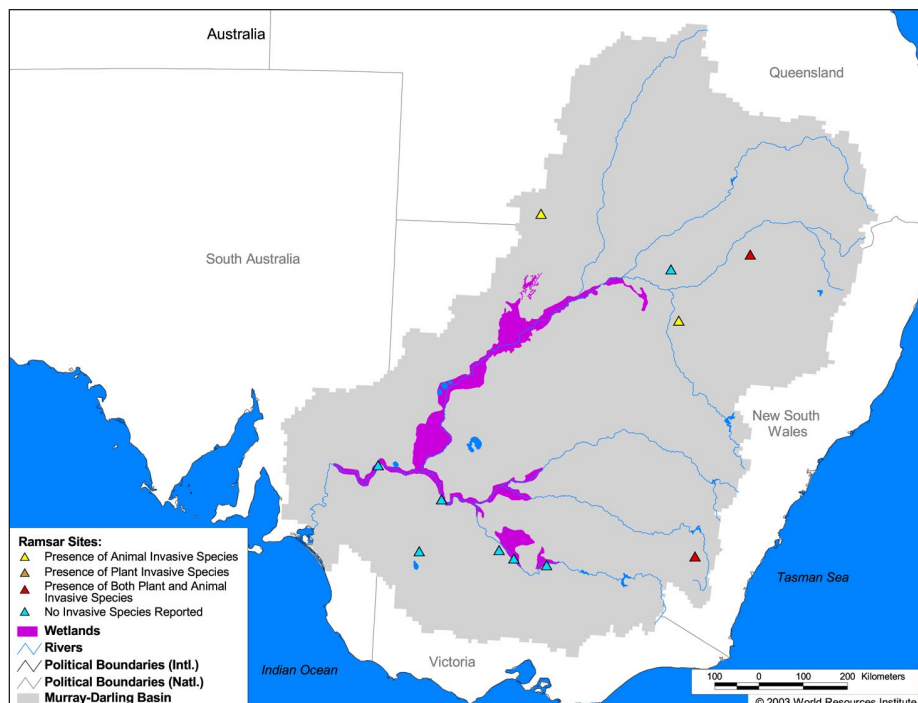 Australia
Queensland
South Australia
New South
Wales
Ramsar Sites:
Presence of Animal Invasive Species
Presence of Plant Invasive Species
Presence of Both Plant and Animal
Invasive Species
No Invasive Species Reported
Wetlands
Rivers
Political Boundaries (Intl.)
Political Boundaries (Natl.)
Murray-Darling Basin
Indian Ocean
Victoria
Tasman Sea
100 0 100 200 Kilometers
© 2003 World Resources Institute